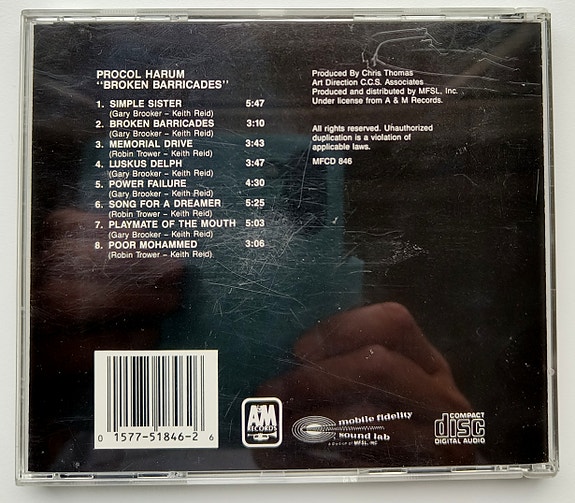 PROCOL HARUM
"BROKEN BARRICADES"
1. SIMPLE SISTER 5:47
(Gary Brooker – Keith Reid)
2. BROKEN BARRICADES 3:10
(Gary Brooker – Keith Reid)
3. MEMORIAL DRIVE 3:43
(Robin Trower – Keith Reid)
4. LUSKUS DELPH 3:47
(Gary Brooker – Keith Reid)
5. POWER FAILURE 4:30
(Gary Brooker – Keith Reid)
6. SONG FOR A DREAMER 5:25
(Robin Trower – Keith Reid)
7. PLAYMATE OF THE MOUTH 5:03
(Gary Brooker – Keith Reid)
8. POOR MOHAMMED 3:06
(Robin Trower – Keith Reid)
Produced By Chris Thomas
Art Direction C.C.S. Associates
Produced and distributed by MFSL, Inc.
Under license from A & M Records.
All rights reserved. Unauthorized
duplication is a violation of
applicable laws.
MFCD 846
0 1577-51846-2 6
A&M
RECORDS
mobile fidelity
sound lab
a division of MFSL, INC
COMPACT
disc
DIGITAL AUDIO